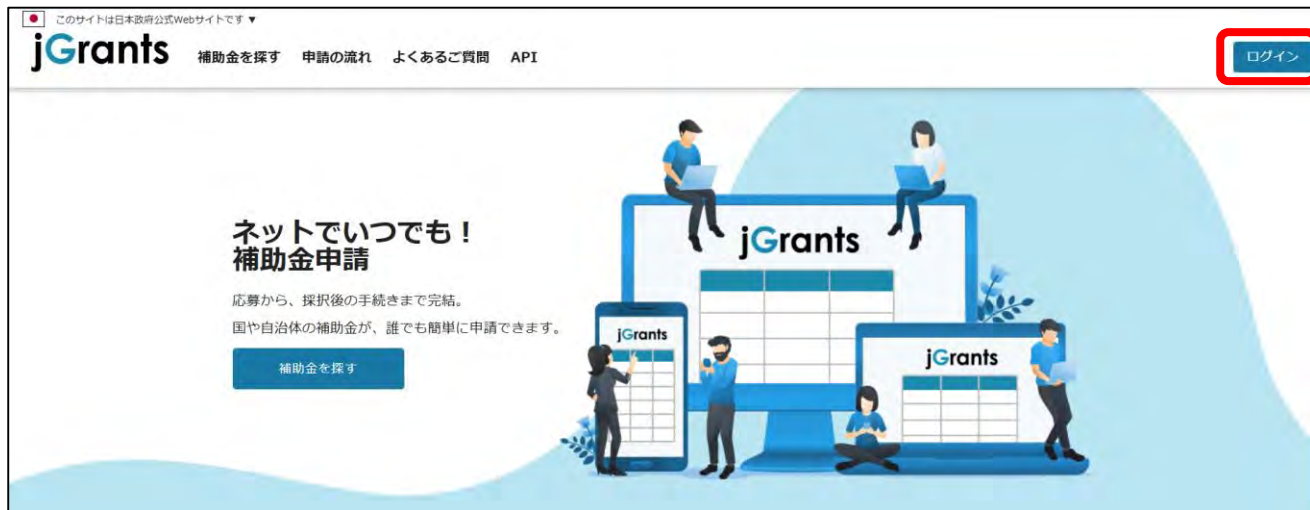 このサイトは日本政府公式Webサイトです ▼
jGrants 補助金を探す 申請の流れ よくあるご質問 API ログイン
ネットでいつでも！
補助金申請
応募から、採択後の手続きまで完結。
国や自治体の補助金が、誰でも簡単に申請できます。
補助金を探す
jGrants
jGrants
jGrants